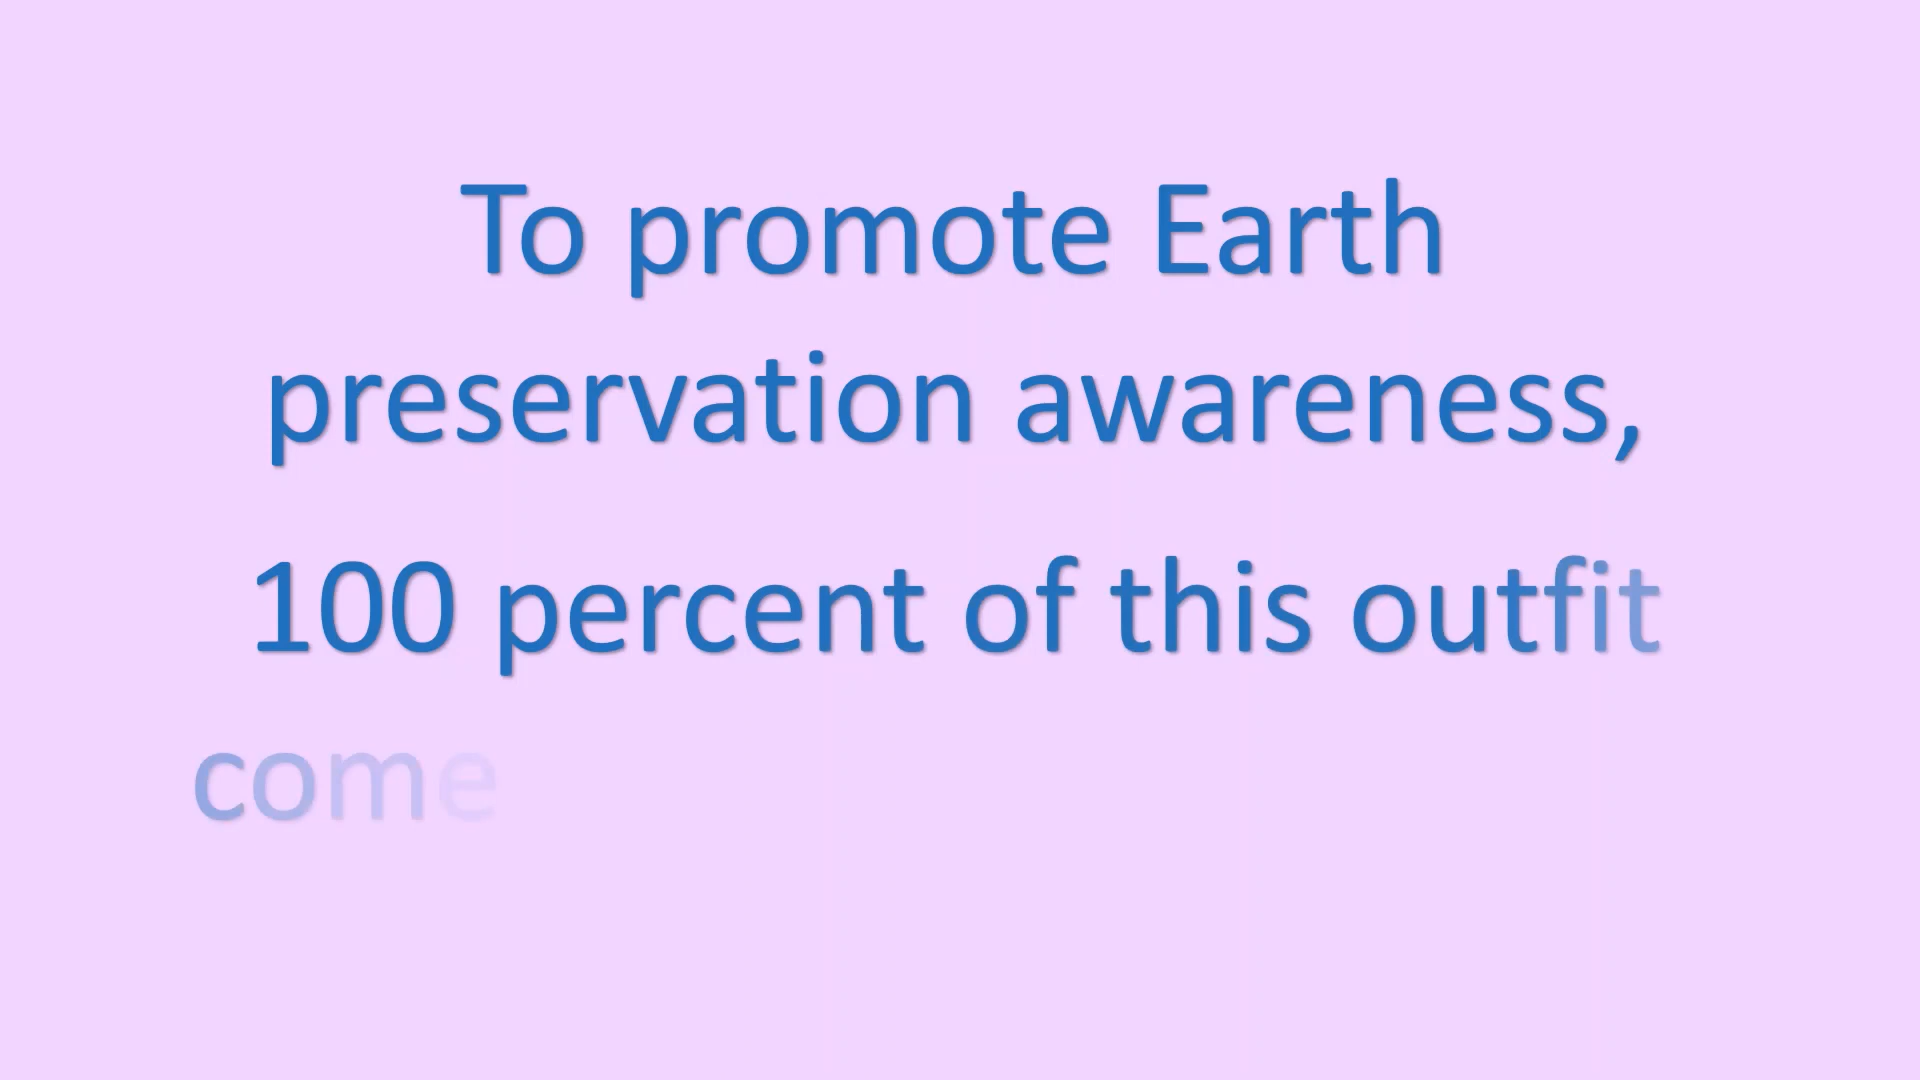 To promote Earth
preservation awareness,
100 percent of this outfit
come